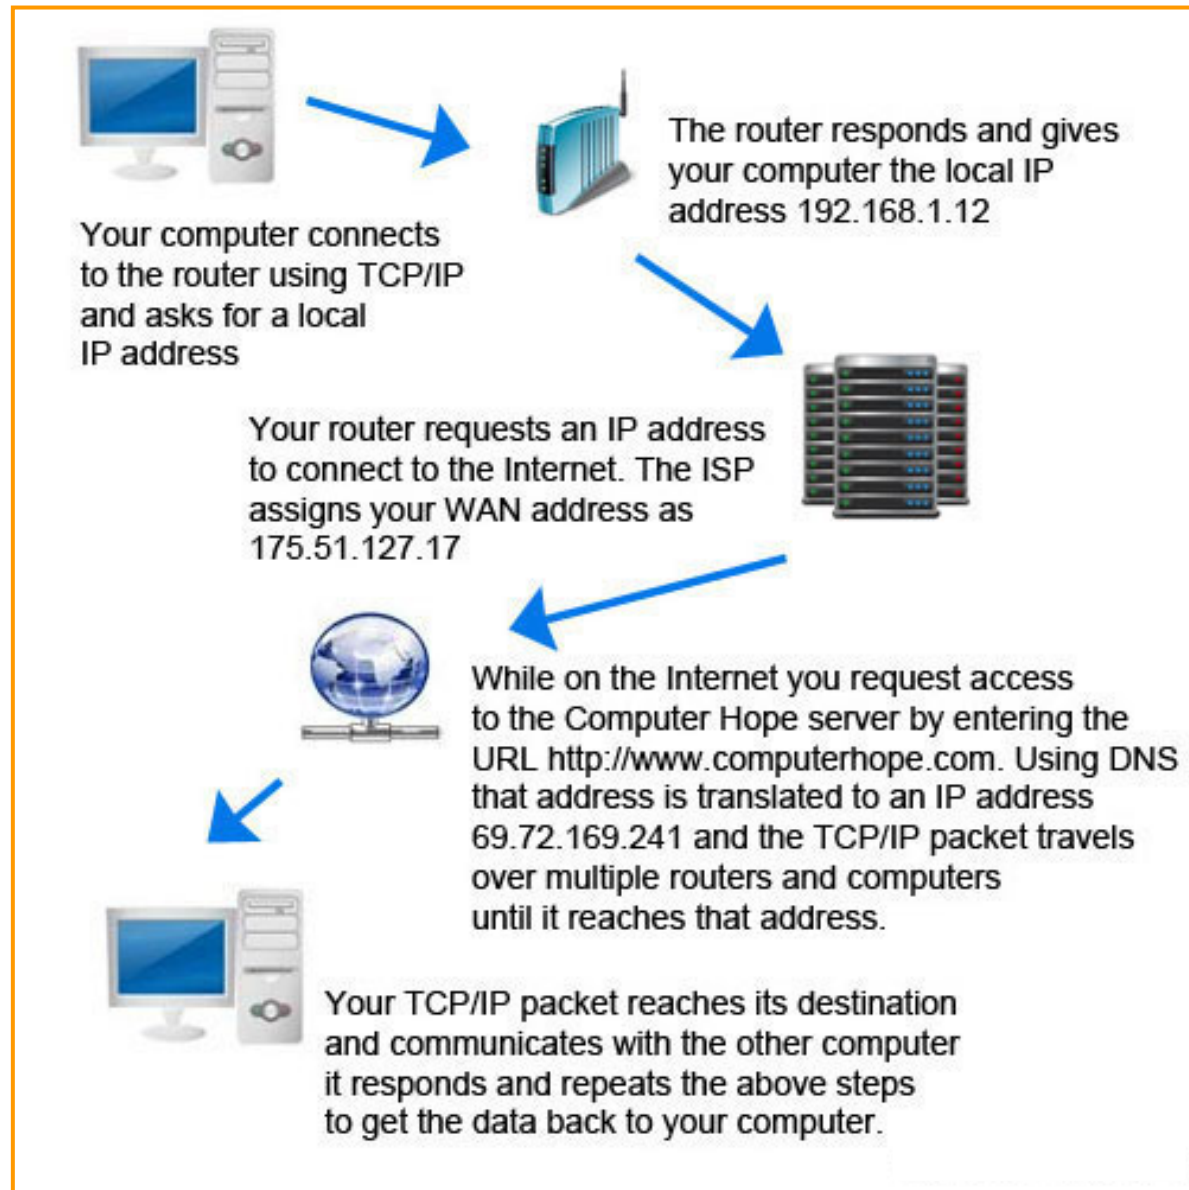 Your computer connects
to the router using TCP/IP
and asks for a local
IP address
The router responds and gives
your computer the local IP
address 192.168.1.12
Your router requests an IP address
to connect to the Internet. The ISP
assigns your WAN address as
175.51.127.17
While on the Internet you request access
to the Computer Hope server by entering the
URL http://www.computerhope.com. Using DNS
that address is translated to an IP address
69.72.169.241 and the TCP/IP packet travels
over multiple routers and computers
until it reaches that address.
Your TCP/IP packet reaches its destination
and communicates with the other computer
it responds and repeats the above steps
to get the data back to your computer.